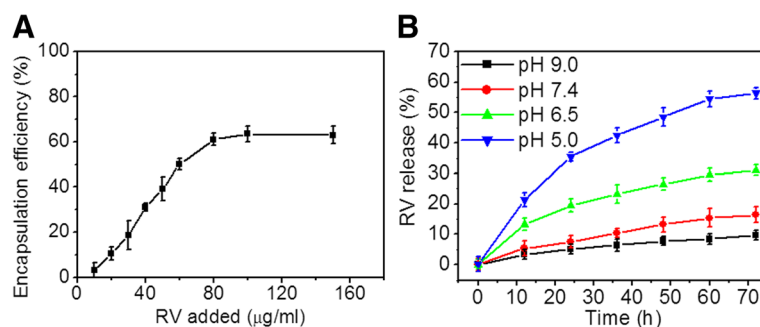 A
Encapsulation efficiency (%)
100
80
60
40
20
0
0 40 80 120 160
RV added (μg/ml)
B
RV release (%)
70
60
50
40
30
20
10
0
pH 9.0
pH 7.4
pH 6.5
pH 5.0
0 10 20 30 40 50 60 70
Time (h)